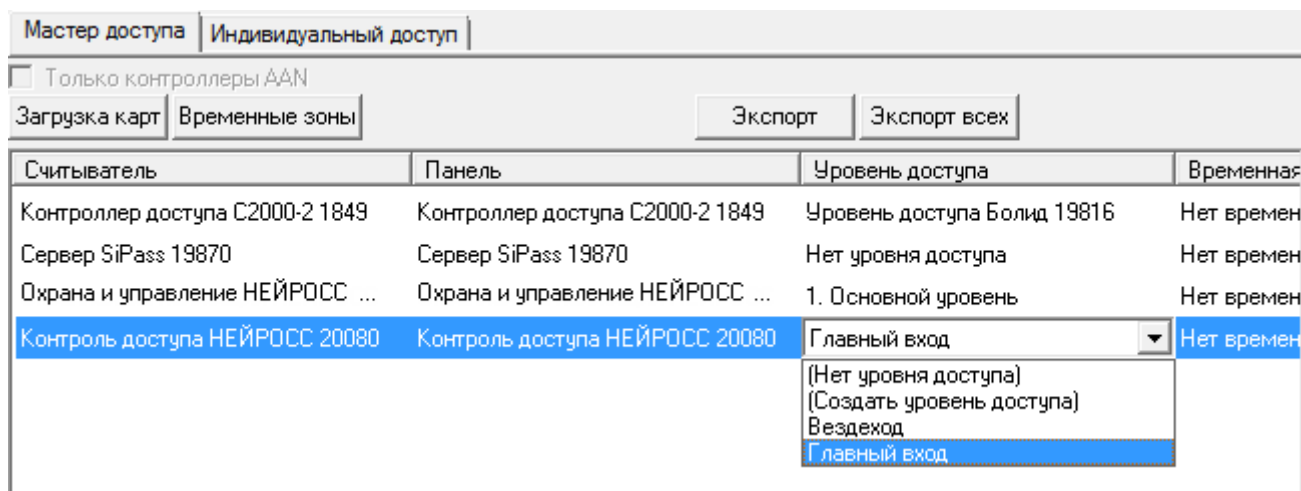 Мастер доступа Индивидуальный доступ
Только контроллеры AAN
Загрузка карт Временные зоны Экспорт Экспорт всех
Считыватель Панель Уровень доступа Временная
Контроллер доступа С2000-2 1849 Контроллер доступа С2000-2 1849 Уровень доступа Болид 19816 Нет времен
Сервер SiPass 19870 Сервер SiPass 19870 Нет уровня доступа Нет времен
Охрана и управление НЕЙРОСС ... Охрана и управление НЕЙРОСС ... 1. Основной уровень Нет времен
Контроль доступа НЕЙРОСС 20080 Контроль доступа НЕЙРОСС 20080 Главный вход Нет времен
(Нет уровня доступа)
(Создать уровень доступа)
Вездеход
Главный вход